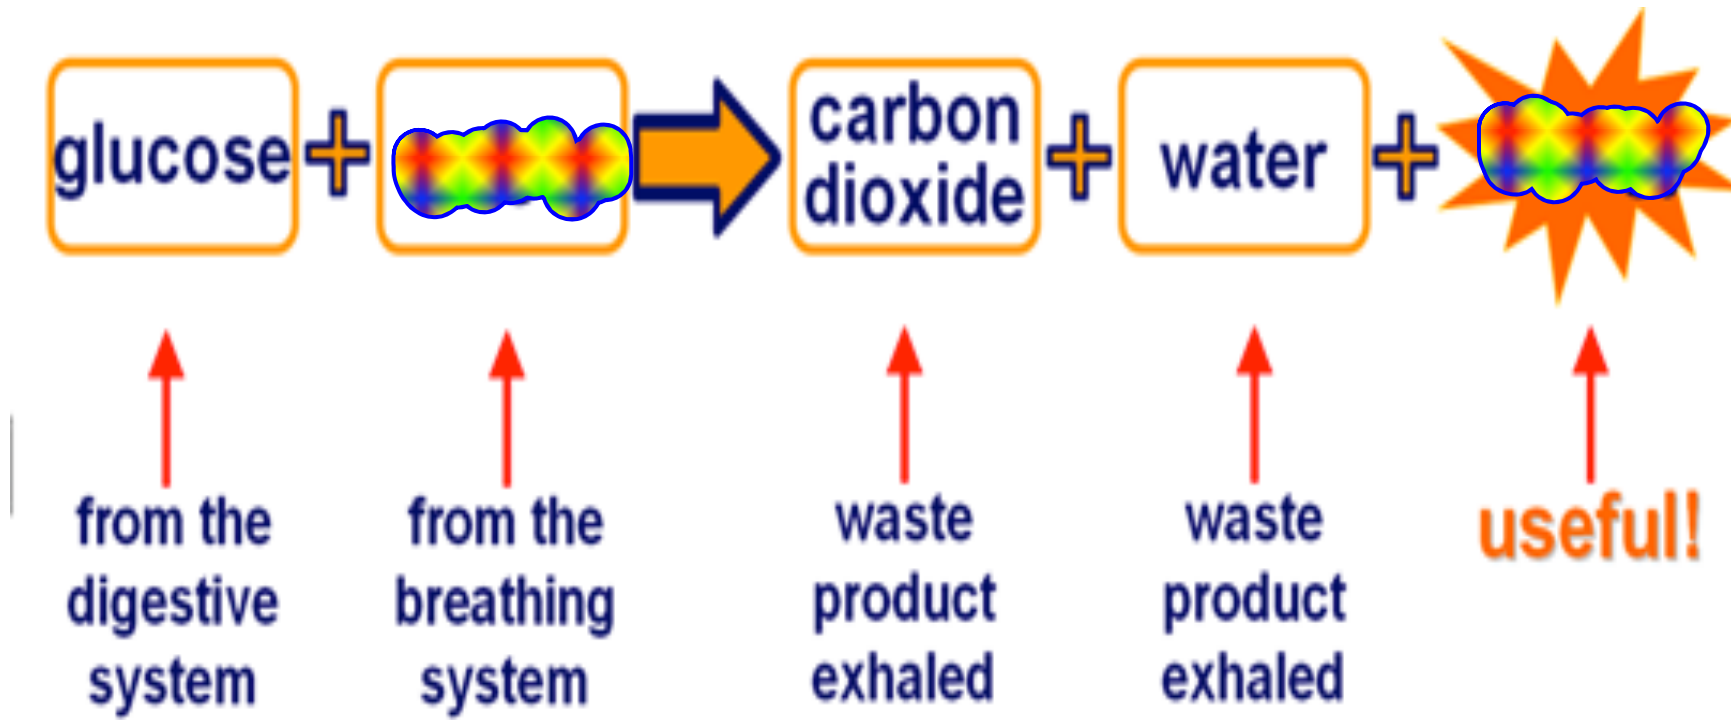 glucose + + carbon dioxide + water +
from the digestive system
from the breathing system
waste product exhaled
waste product exhaled
useful!